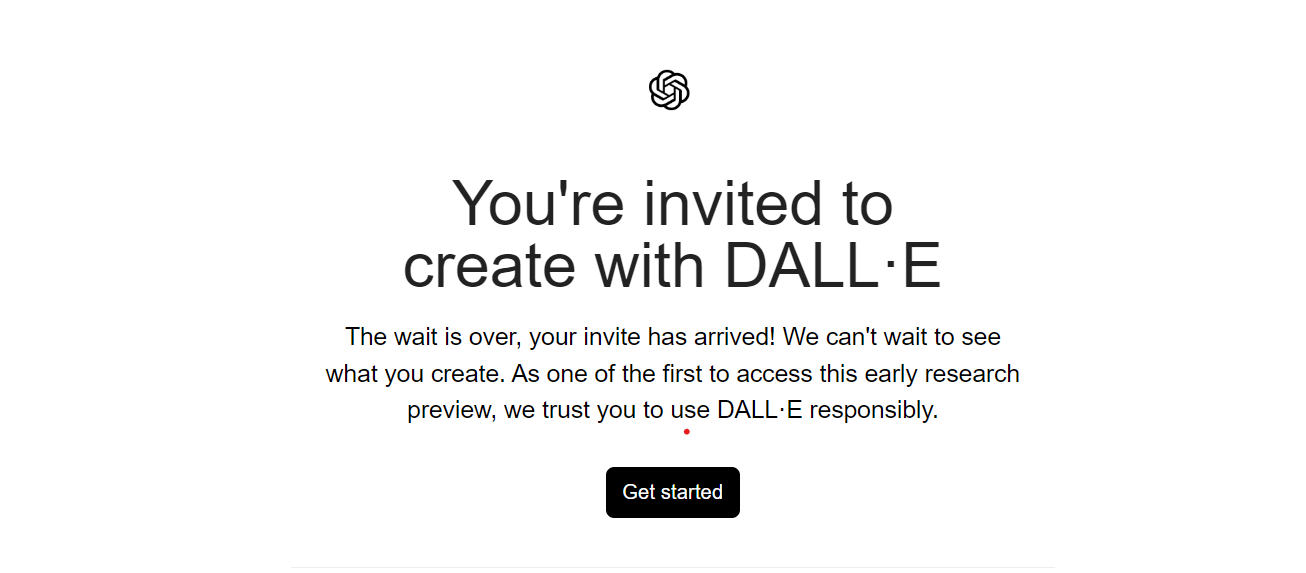 You're invited to
create with DALL·E
The wait is over, your invite has arrived! We can't wait to see
what you create. As one of the first to access this early research
preview, we trust you to use DALL·E responsibly.
Get started